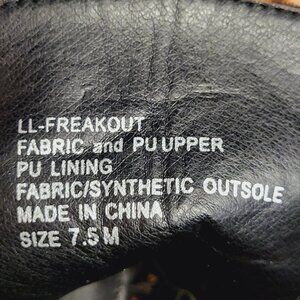 LL-FREAKOUT
FABRIC and PU UPPER
PU LINING
FABRIC/SYNTHETIC OUTSOLE
MADE IN CHINA
SIZE 7.5 M